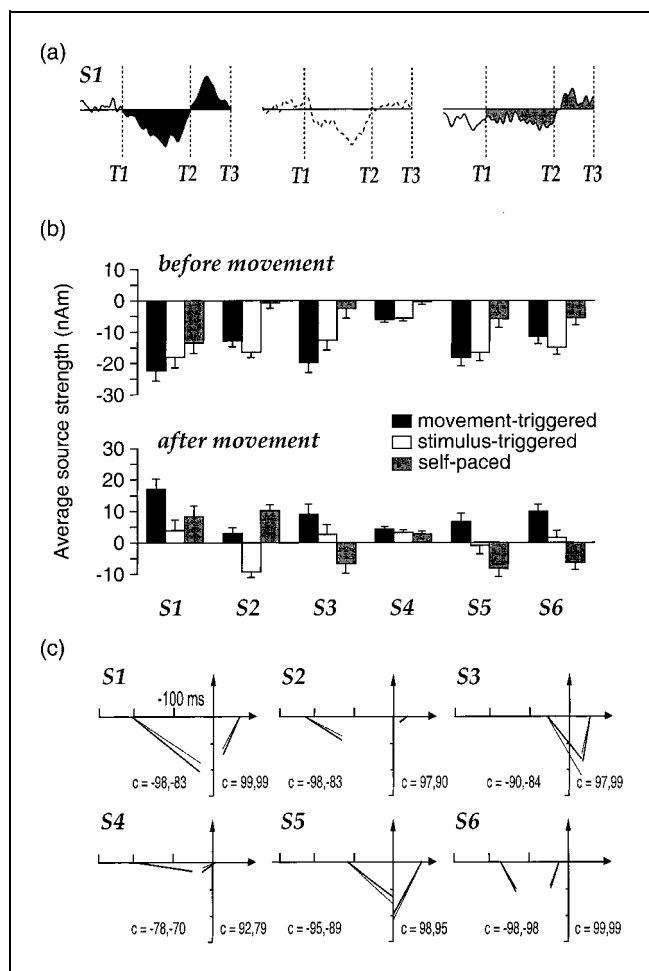 (a)
S1
T1 T2 T3 T1 T2 T3 T1 T2 T3
(b)
before movement
10
0
-10
-20
-30
Average source strength (nAm)
movement-triggered
stimulus-triggered
self-paced
after movement
30
20
10
0
-10
S1 S2 S3 S4 S5 S6
(c)
S1 S2 S3
-100 ms
c = -98,-83 99,99 c = -98,-83 c = 97,90 c = -90,-84 c = 97,99
S4 S5 S6
c = -78,-70 c = 92,79 c = -95,-89 c = 98,95 c = -98,-98 c = 99,99